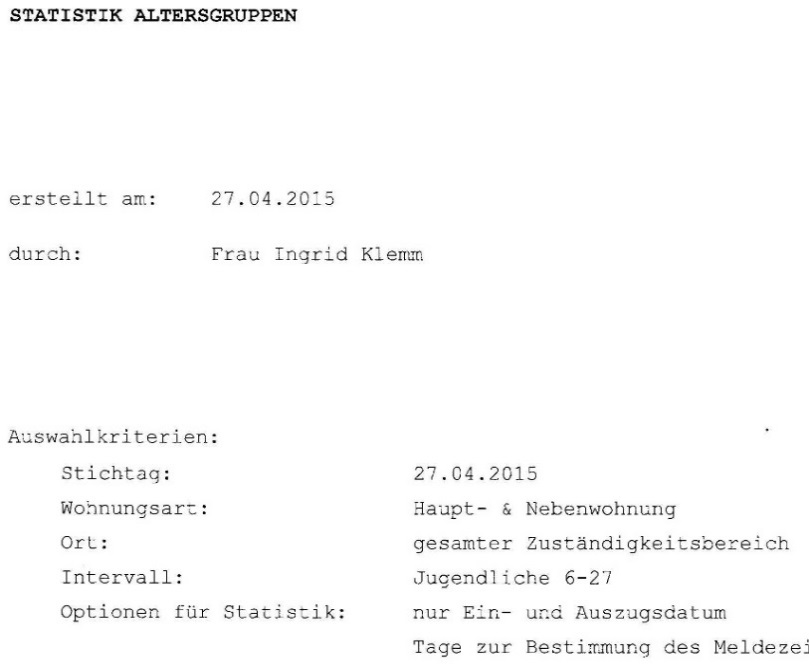 STATISTIK ALTERSGRUPPEN
erstellt am: 27.04.2015
durch: Frau Ingrid Klemm
Auswahlkriterien:
Stichtag: 27.04.2015
Wohnungsart: Haupt- & Nebenwohnung
Ort: gesamter Zuständigkeitsbereich
Intervall: Jugendliche 6-27
Optionen für Statistik: nur Ein- und Auszugsdatum
Tage zur Bestimmung des Meldezei